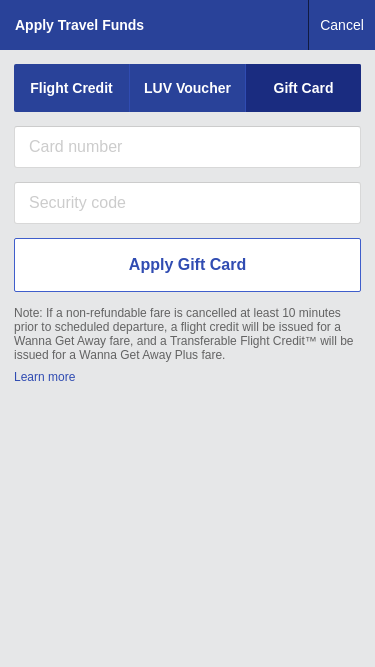 Apply Travel Funds
Cancel
Flight Credit
LUV Voucher
Gift Card
Card number
Security code
Apply Gift Card
Note: If a non-refundable fare is cancelled at least 10 minutes
prior to scheduled departure, a flight credit will be issued for a
Wanna Get Away fare, and a Transferable Flight Credit™ will be
issued for a Wanna Get Away Plus fare.
Learn more